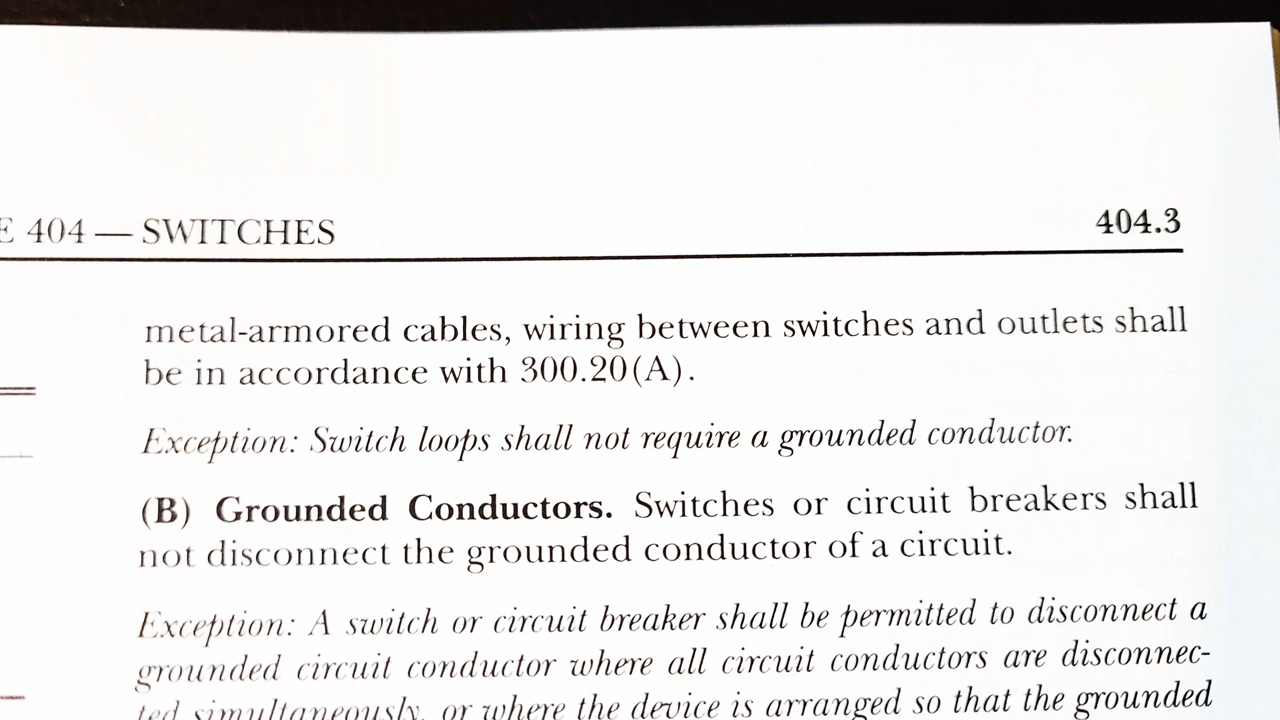 E 404 — SWITCHES 404.3
metal-armored cables, wiring between switches and outlets shall
be in accordance with 300.20(A).
Exception: Switch loops shall not require a grounded conductor.
(B) Grounded Conductors. Switches or circuit breakers shall
not disconnect the grounded conductor of a circuit.
Exception: A switch or circuit breaker shall be permitted to disconnect a
grounded circuit conductor where all circuit conductors are disconnec-
ted simultaneously, or where the device is arranged so that the grounded